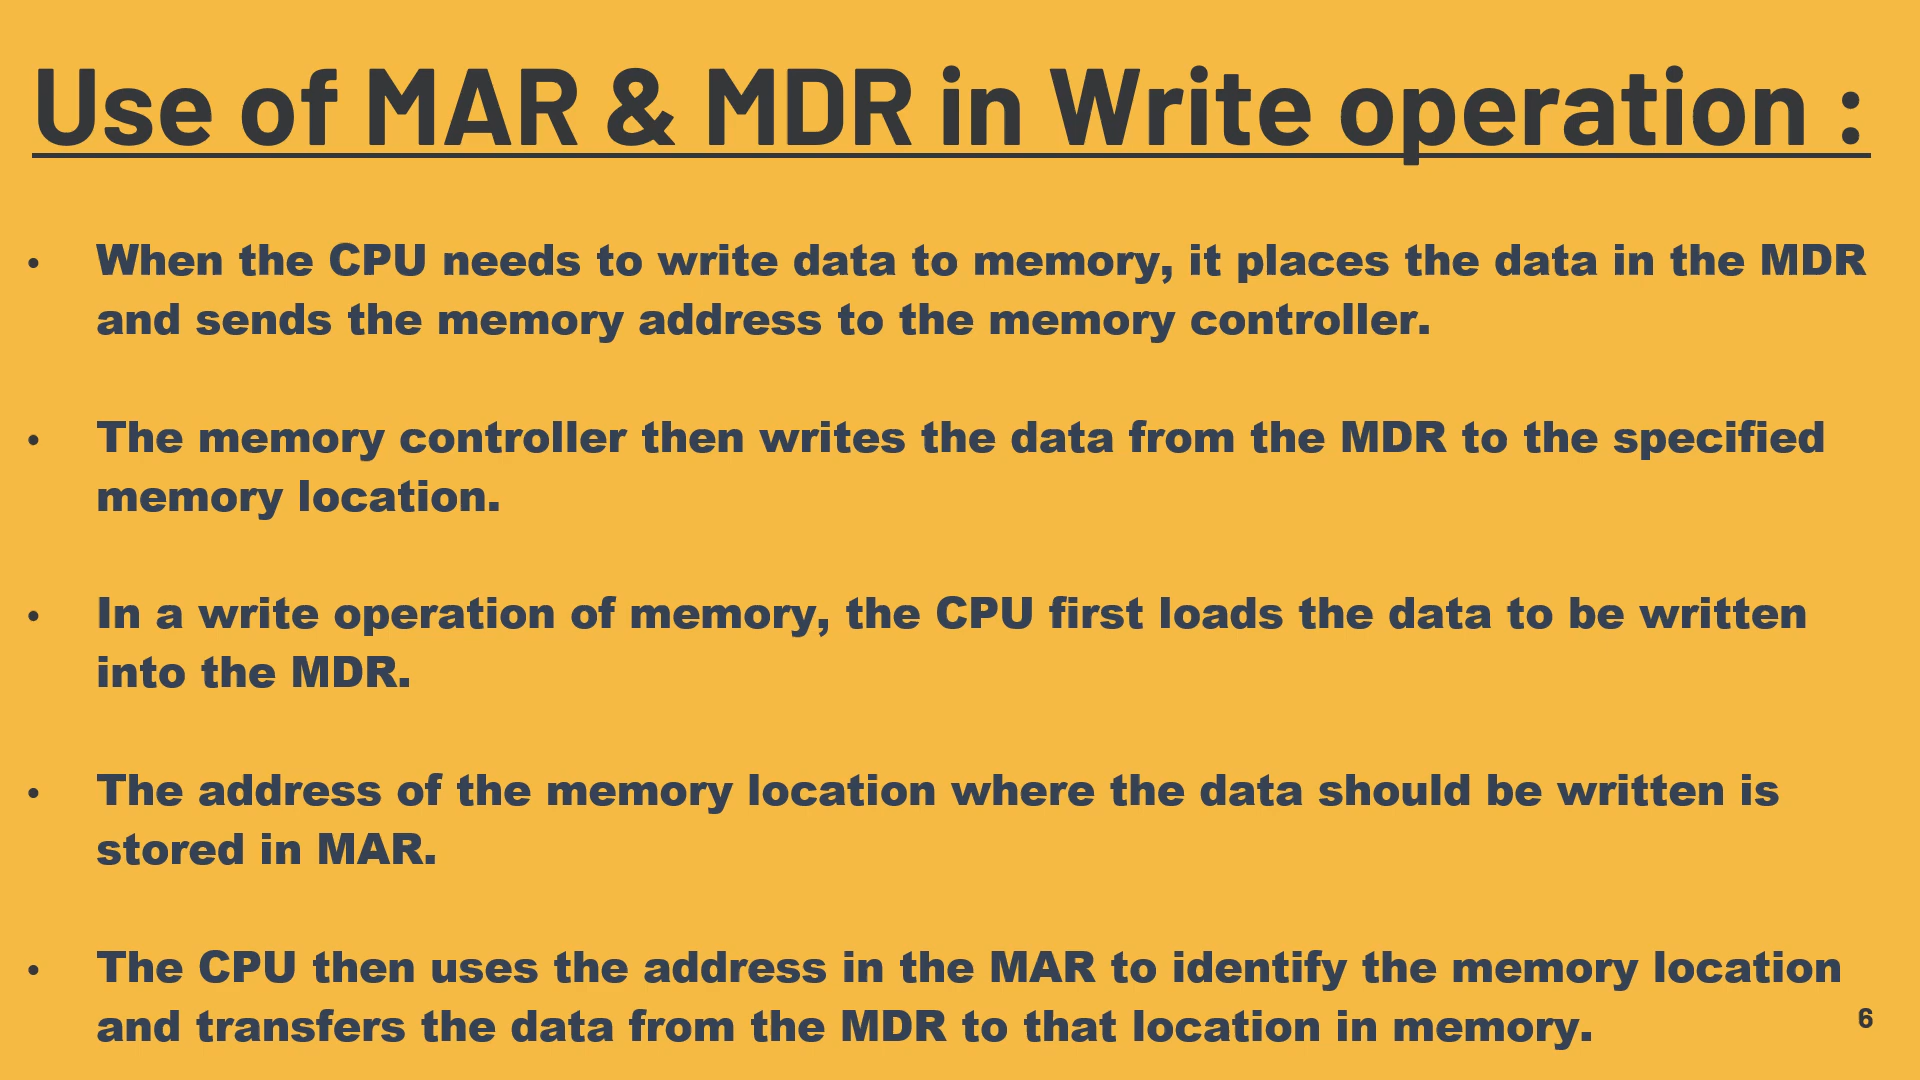 Use of MAR & MDR in Write operation :
• When the CPU needs to write data to memory, it places the data in the MDR
and sends the memory address to the memory controller.
• The memory controller then writes the data from the MDR to the specified
memory location.
• In a write operation of memory, the CPU first loads the data to be written
into the MDR.
• The address of the memory location where the data should be written is
stored in MAR.
• The CPU then uses the address in the MAR to identify the memory location
and transfers the data from the MDR to that location in memory.
6